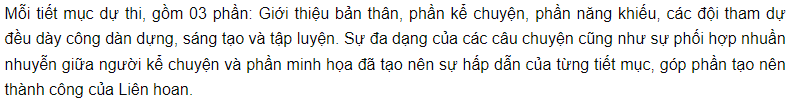 Mỗi tiết mục dự thi, gồm 03 phần: Giới thiệu bản thân, phần kể chuyện, phần năng khiếu, các đội tham dự
đều dày công dàn dựng, sáng tạo và tập luyện. Sự đa dạng của các câu chuyện cũng như sự phối hợp nhuần
nhuyễn giữa người kể chuyện và phần minh họa đã tạo nên sự hấp dẫn của từng tiết mục, góp phần tạo nên
thành công của Liên hoan.